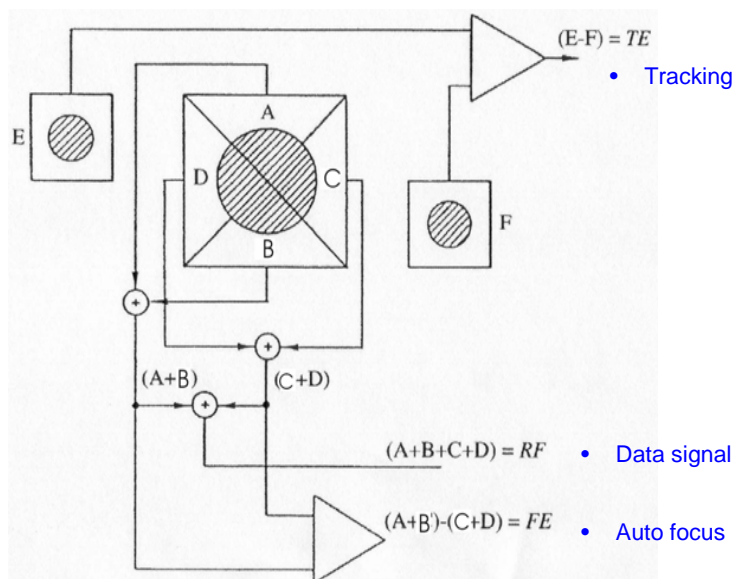 (E-F) = TE
• Tracking
E
A
D
C
B
F
+
+
(A+B)
(C+D)
+
(A+B+C+D) = RF
• Data signal
(A+B')-(C+D) = FE
• Auto focus